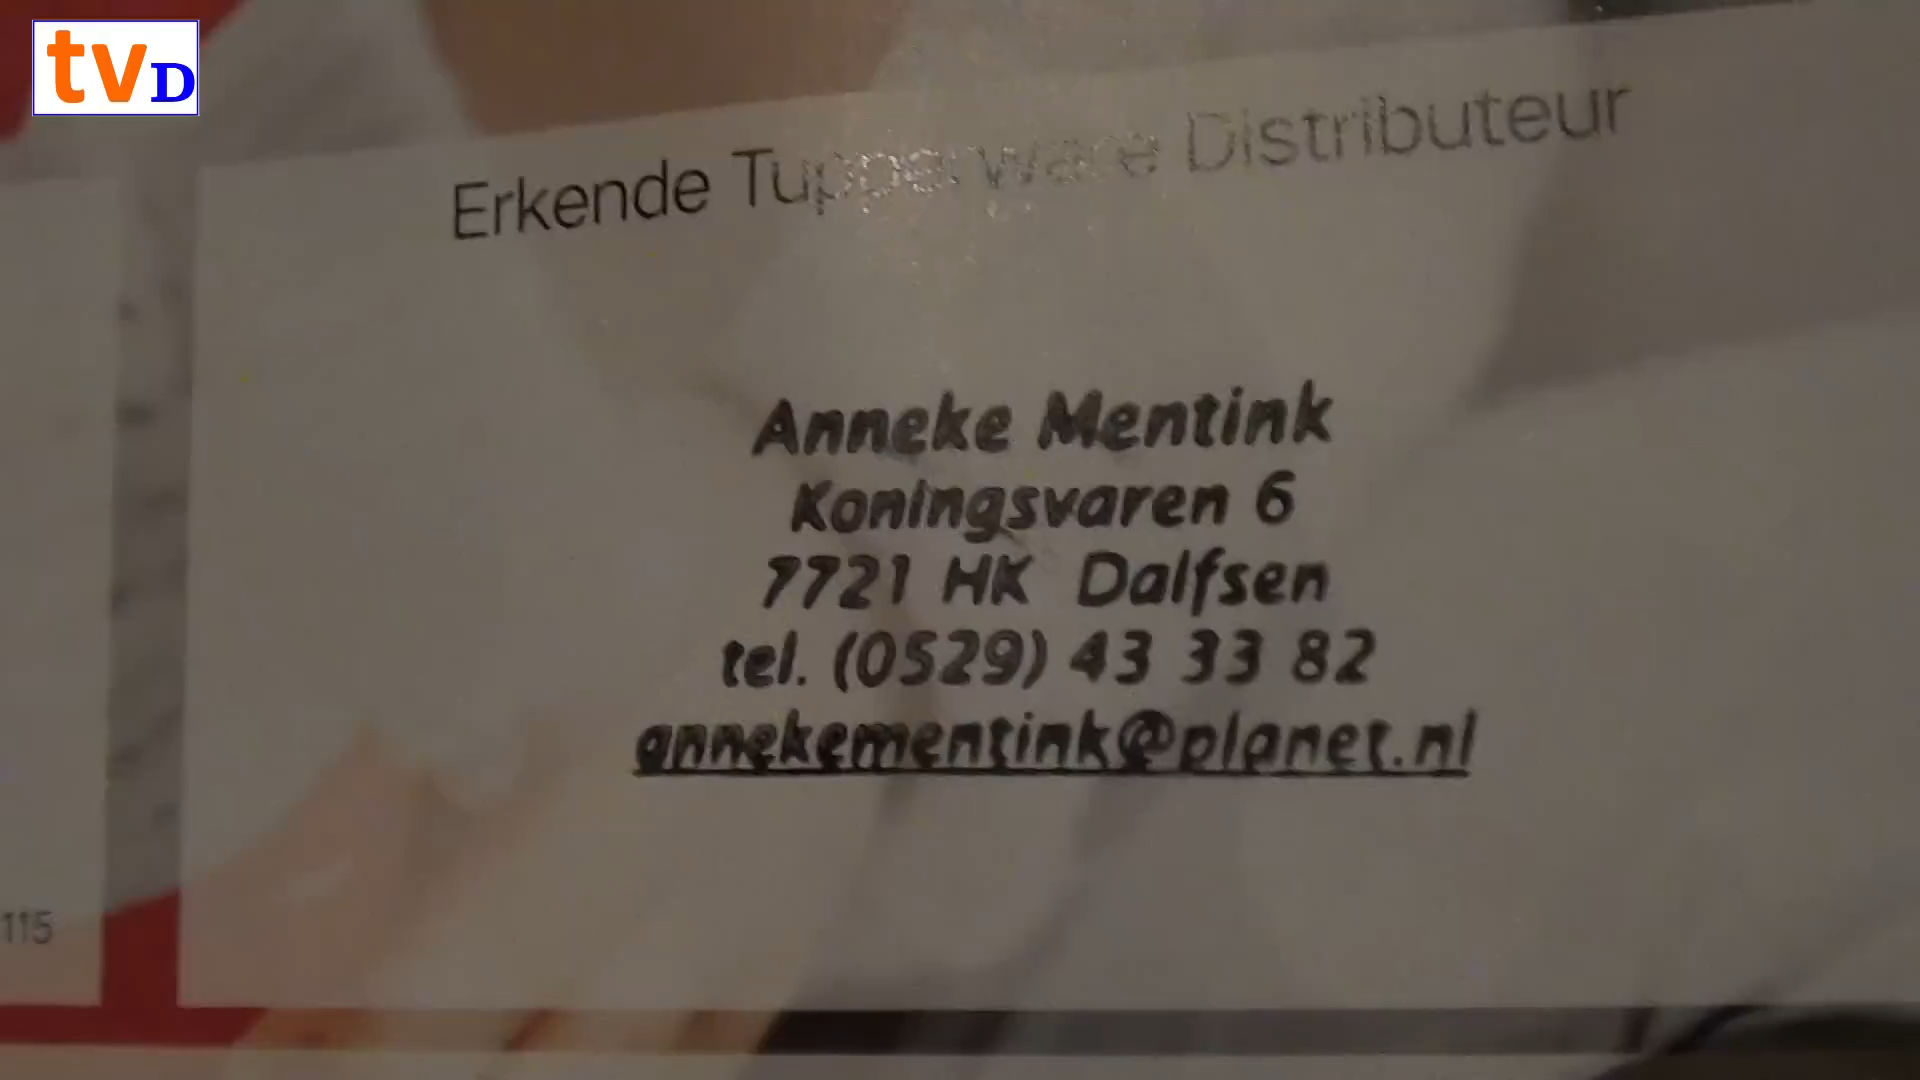 tvD
Erkende Tupperware Distributeur
Anneke Mentink
Koningsvaren 6
7721 HK Dalfsen
tel. (0529) 43 33 82
annekementink@planet.nl
115